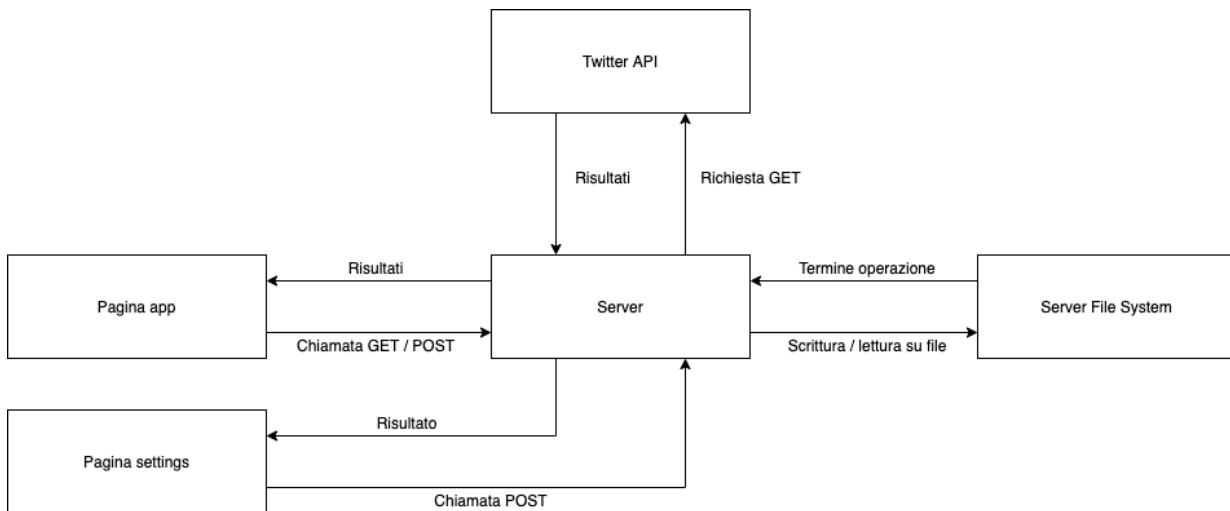 Twitter API
Risultati
Richiesta GET
Risultati
Termine operazione
Pagina app
Server
Server File System
Chiamata GET / POST
Scrittura / lettura su file
Risultato
Pagina settings
Chiamata POST